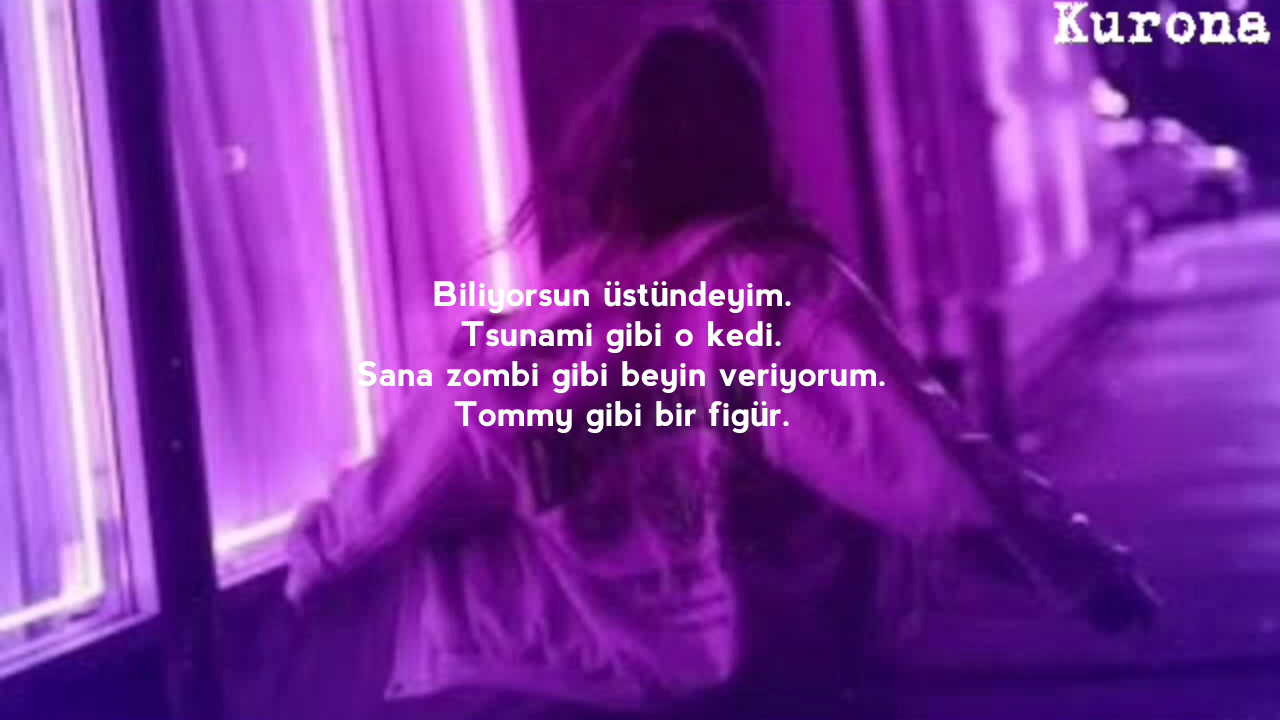 Kurona
Biliyorsun üstündeyim.
Tsunami gibi o kedi.
Sana zombi gibi beyin veriyorum.
Tommy gibi bir figür.